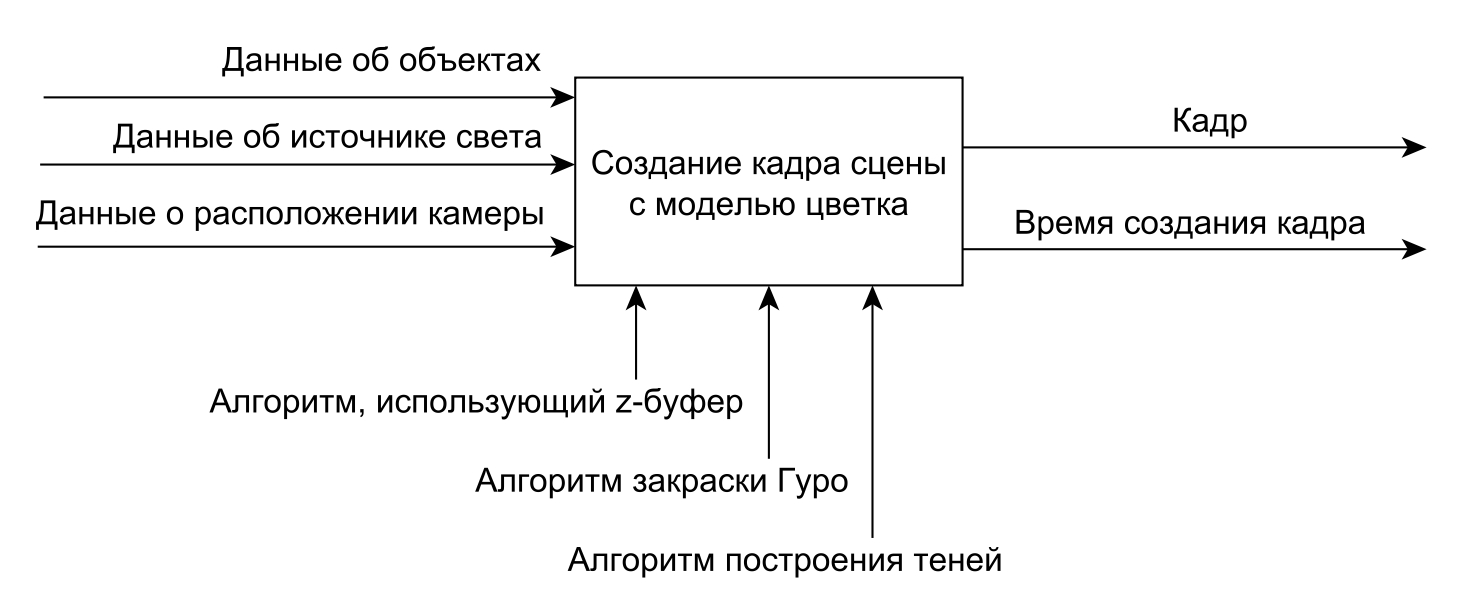 Данные об объектах
Данные об источнике света
Данные о расположении камеры
Создание кадра сцены
с моделью цветка
Кадр
Время создания кадра
Алгоритм, использующий z-буфер
Алгоритм закраски Гуро
Алгоритм построения теней